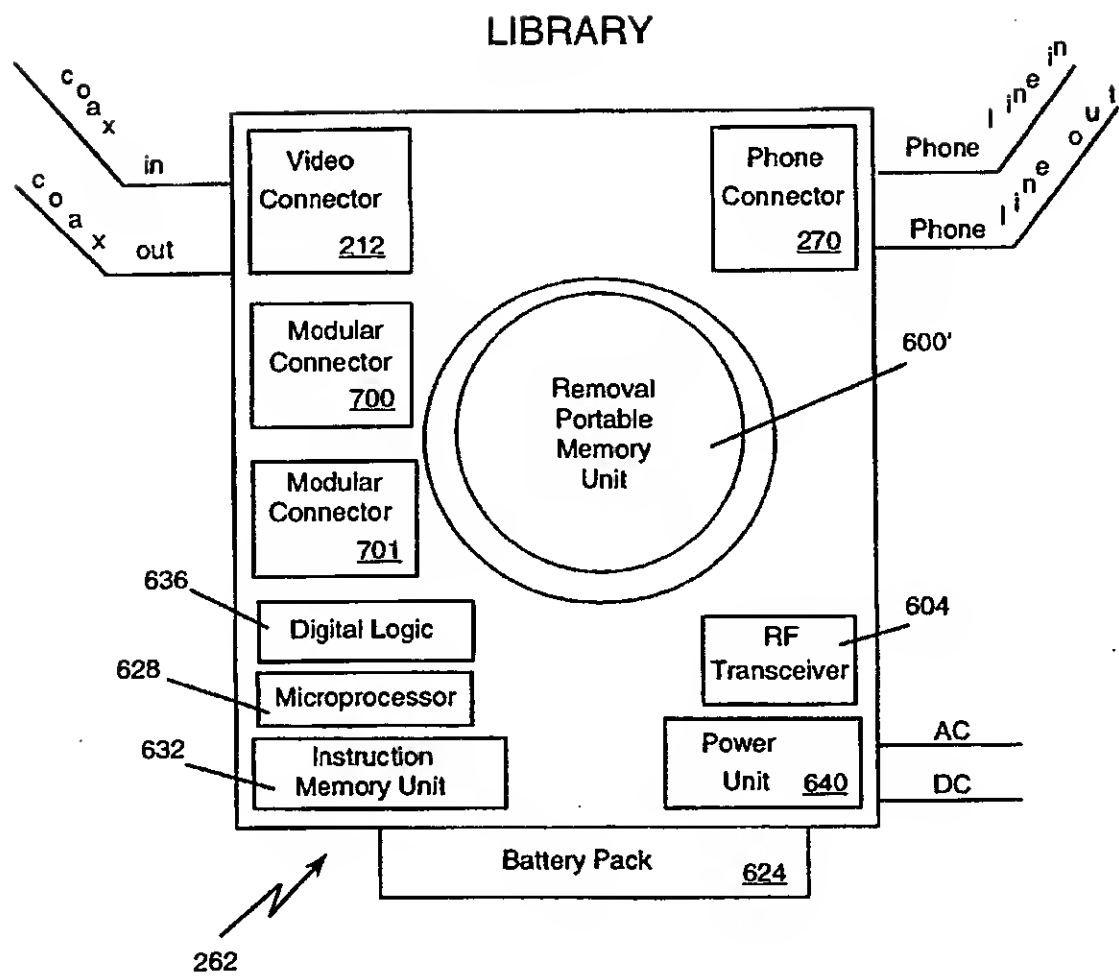 LIBRARY
coax in
coax out
Video
Connector
212
Phone
Connector
270
Phone line in
Phone line out
Modular
Connector
700
600'
Removal
Portable
Memory
Unit
Modular
Connector
701
636
Digital Logic
604
RF
Transceiver
628
Microprocessor
632
Instruction
Memory Unit
Power
Unit
640
AC
DC
Battery Pack
624
262